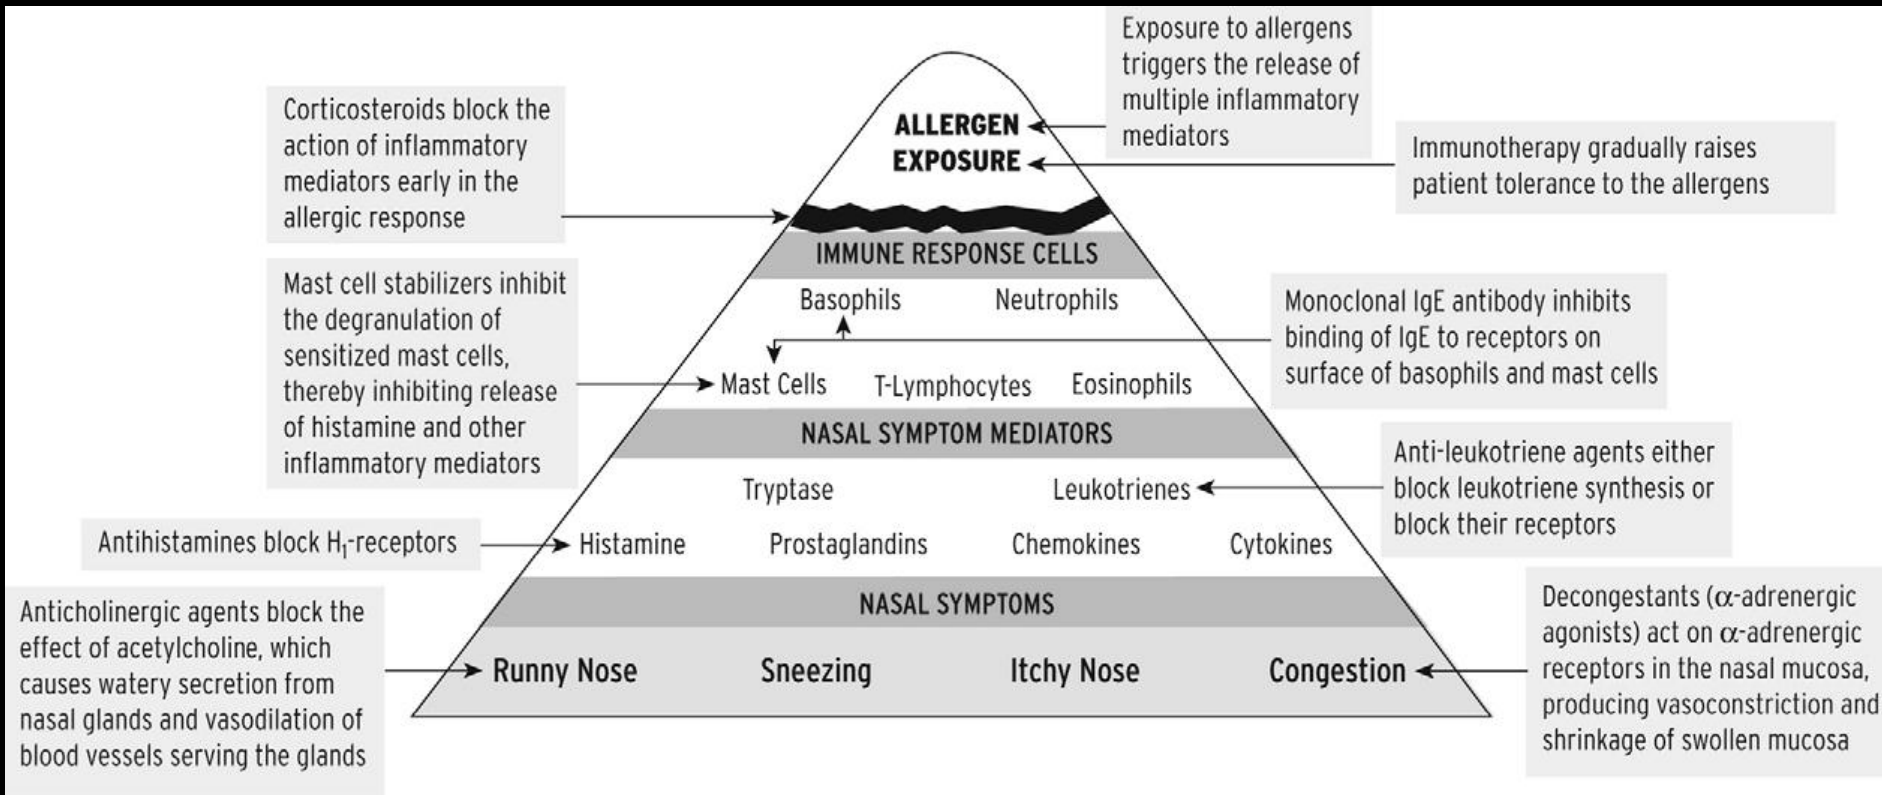 Exposure to allergens
triggers the release of
multiple inflammatory
mediators
Corticosteroids block the
action of inflammatory
mediators early in the
allergic response
ALLERGEN
EXPOSURE
Immunotherapy gradually raises
patient tolerance to the allergens
IMMUNE RESPONSE CELLS
Mast cell stabilizers inhibit
the degranulation of
sensitized mast cells,
thereby inhibiting release
of histamine and other
inflammatory mediators
Basophils Neutrophils
Monoclonal IgE antibody inhibits
binding of IgE to receptors on
surface of basophils and mast cells
Mast Cells T-Lymphocytes Eosinophils
NASAL SYMPTOM MEDIATORS
Anti-leukotriene agents either
block leukotriene synthesis or
block their receptors
Tryptase Leukotrienes
Antihistamines block H₁-receptors
Histamine Prostaglandins Chemokines Cytokines
NASAL SYMPTOMS
Anticholinergic agents block the
effect of acetylcholine, which
causes watery secretion from
nasal glands and vasodilation of
blood vessels serving the glands
Runny Nose Sneezing Itchy Nose Congestion
Decongestants (α-adrenergic
agonists) act on α-adrenergic
receptors in the nasal mucosa,
producing vasoconstriction and
shrinkage of swollen mucosa